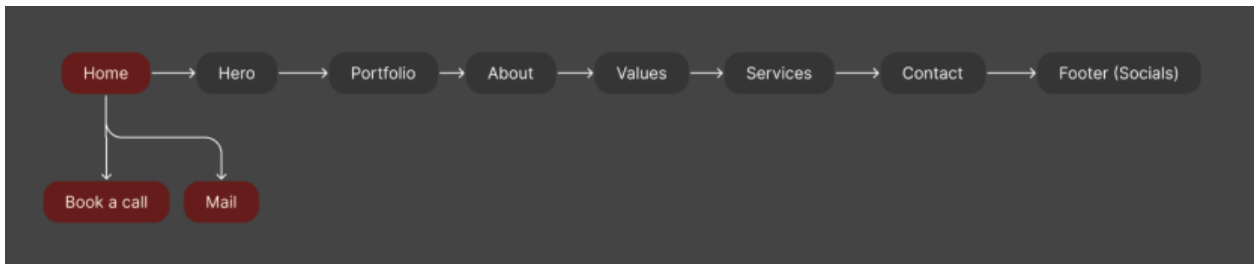 Home
Hero
Portfolio
About
Values
Services
Contact
Footer (Socials)
Book a call
Mail